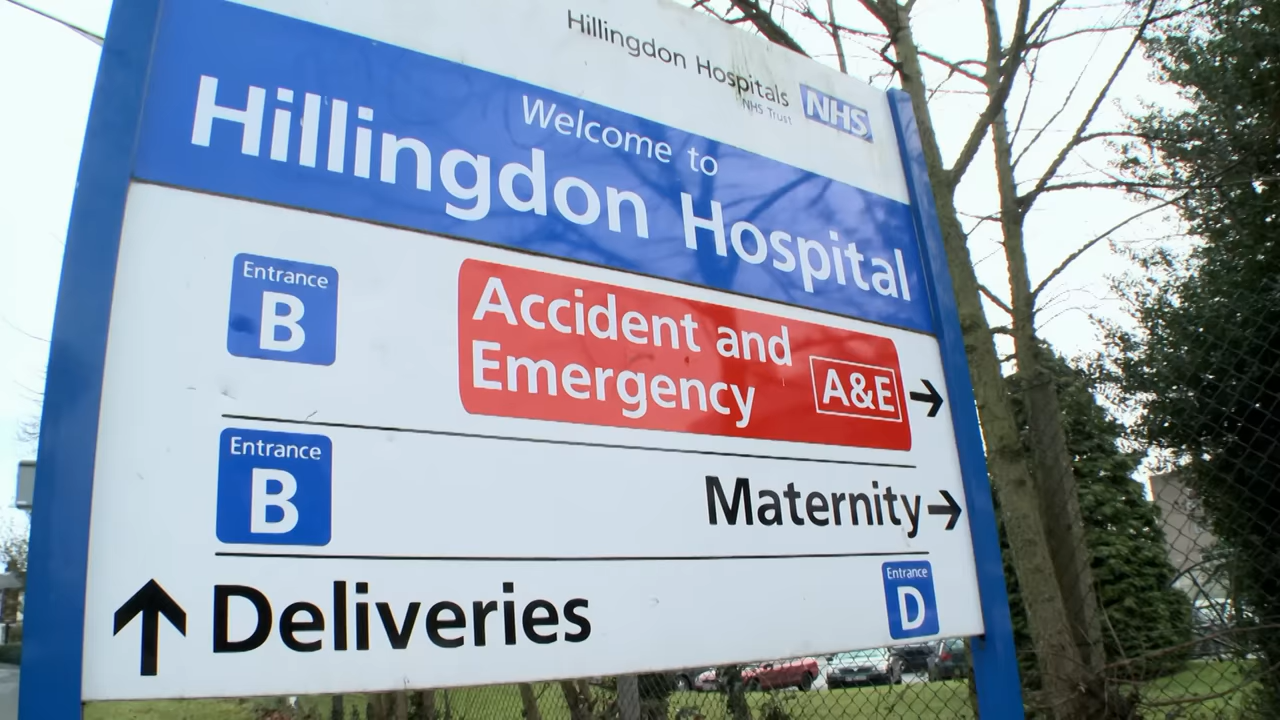 Hillingdon Hospitals NHS
NHS Trust
Welcome to
Hillingdon Hospital
Entrance
B
Accident and
Emergency
A&E →
Entrance
B
Maternity →
↑ Deliveries
Entrance
D